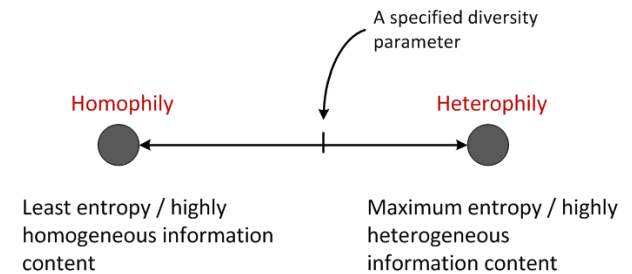 A specified diversity
parameter
Homophily
Heterophily
Least entropy / highly
homogeneous information
content
Maximum entropy / highly
heterogeneous
information content